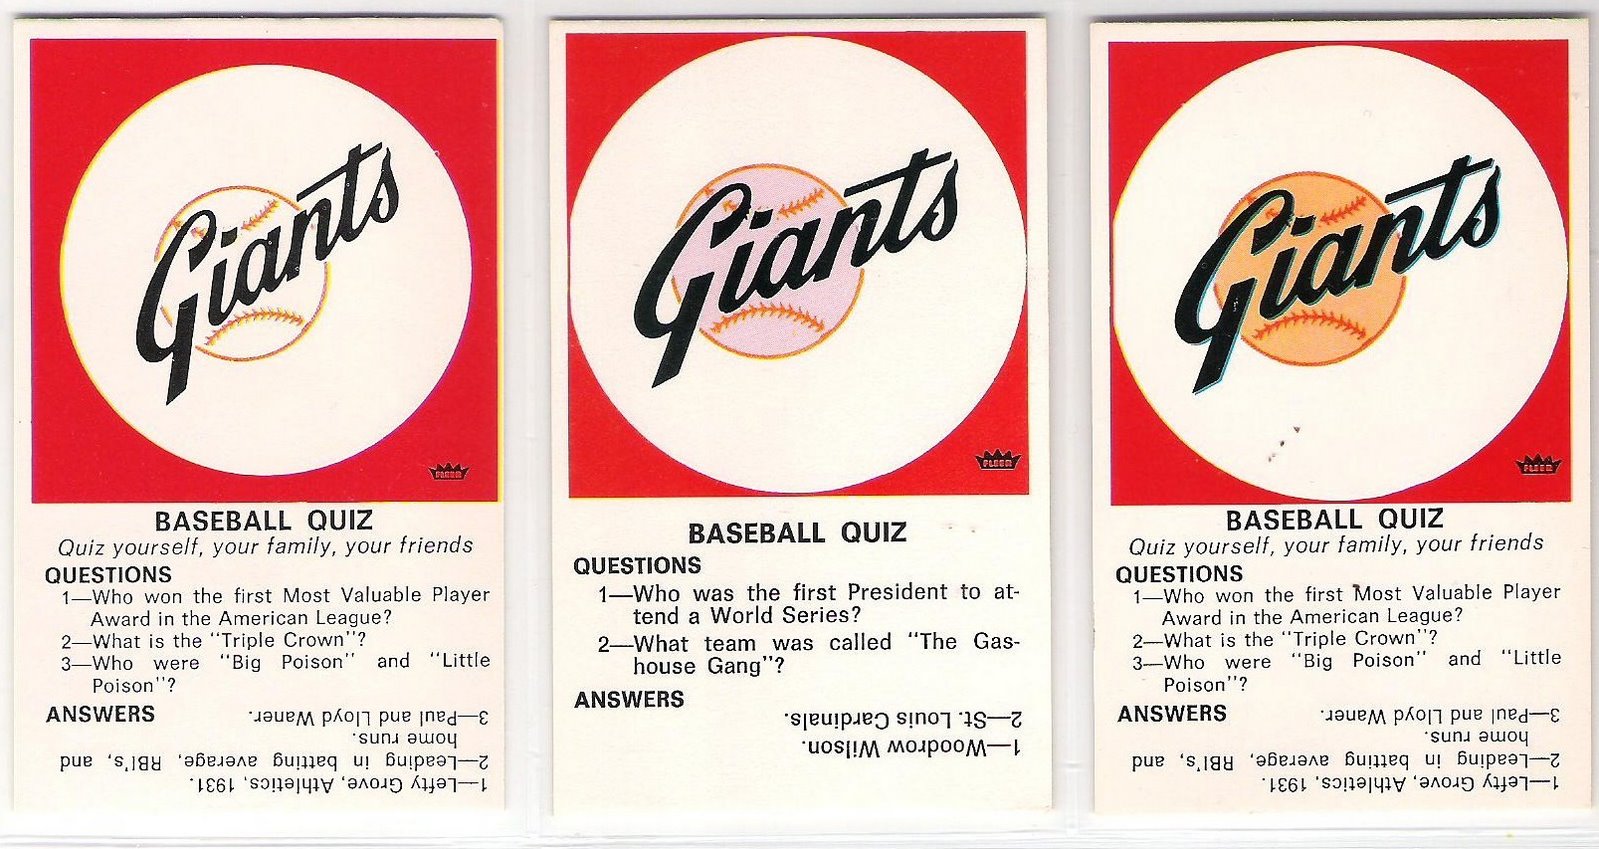 Giants
FLEER
BASEBALL QUIZ
Quiz yourself, your family, your friends
QUESTIONS
1—Who won the first Most Valuable Player
Award in the American League?
2—What is the "Triple Crown"?
3—Who were "Big Poison" and "Little
Poison"?
ANSWERS
1—Lefty Grove, Athletics, 1931.
2—Leading in batting average, RBI's, and
home runs.
3—Paul and Lloyd Waner.
Giants
FLEER
BASEBALL QUIZ
QUESTIONS
1—Who was the first President to at-
tend a World Series?
2—What team was called "The Gas-
house Gang"?
ANSWERS
1—Woodrow Wilson.
2—St. Louis Cardinals.
Giants
FLEER
BASEBALL QUIZ
Quiz yourself, your family, your friends
QUESTIONS
1—Who won the first Most Valuable Player
Award in the American League?
2—What is the "Triple Crown"?
3—Who were "Big Poison" and "Little
Poison"?
ANSWERS
1—Lefty Grove, Athletics, 1931.
2—Leading in batting average, RBI's, and
home runs.
3—Paul and Lloyd Waner.